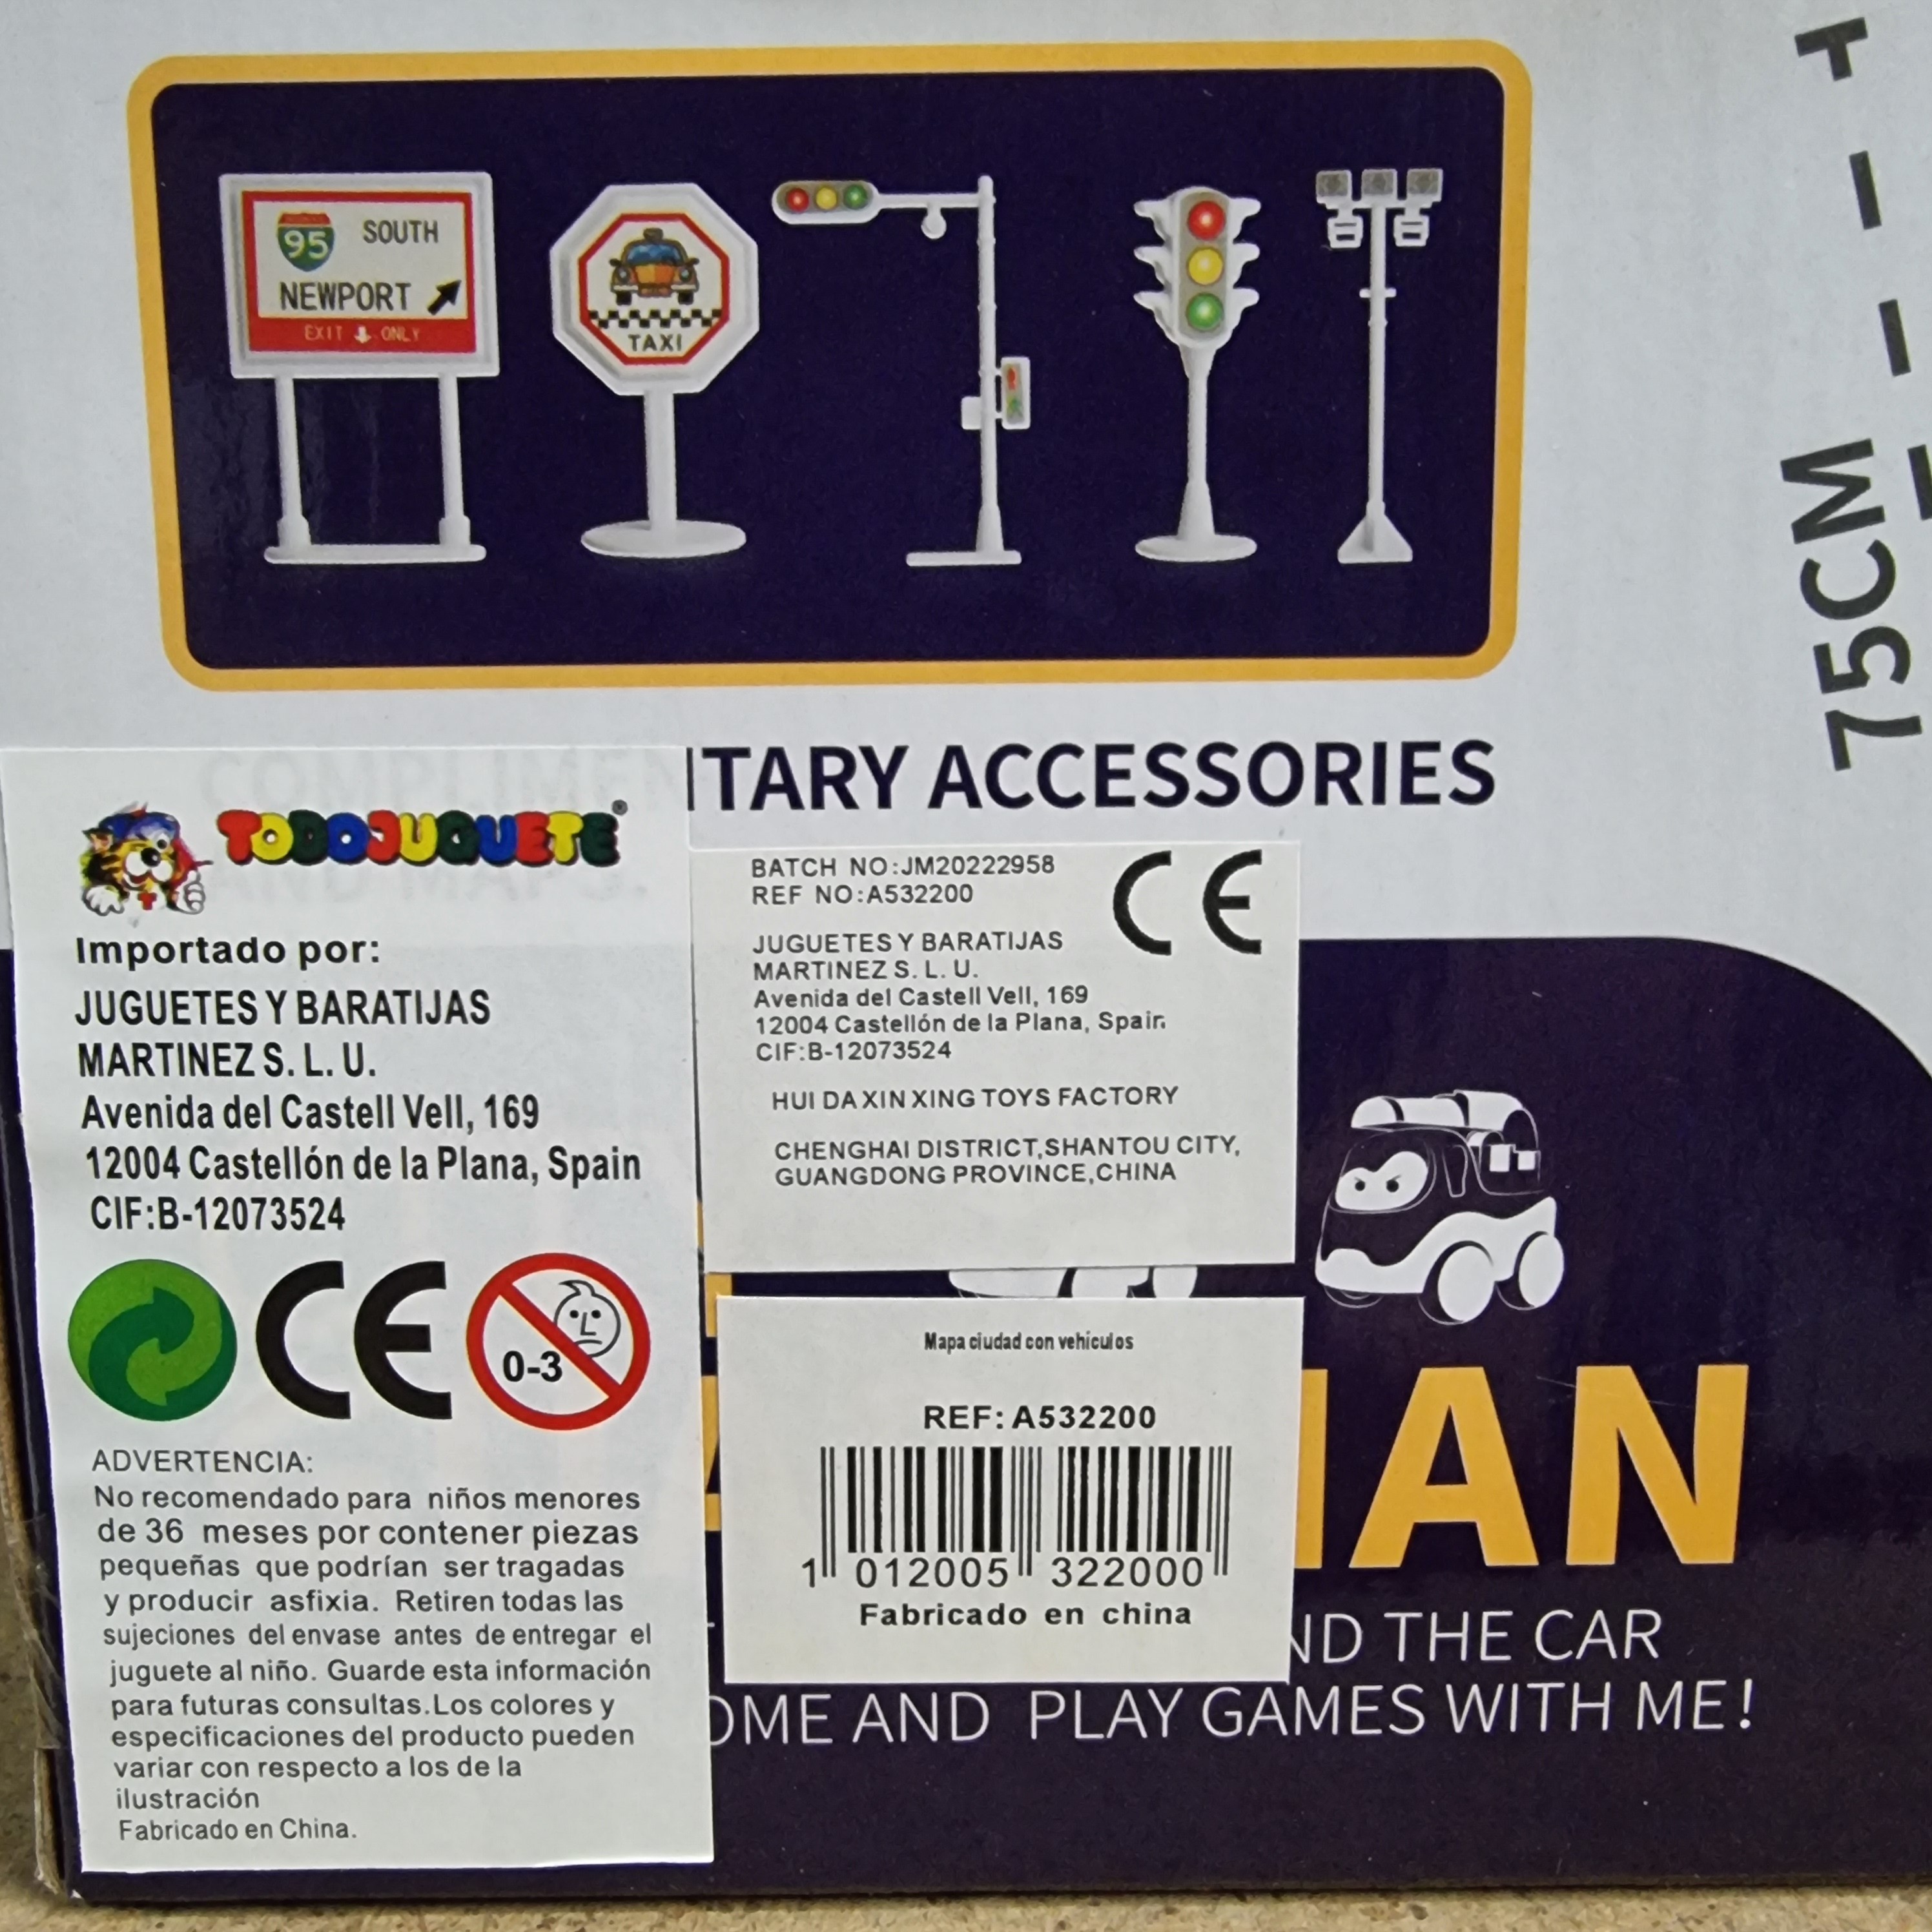 95 SOUTH
NEWPORT
EXIT ONLY
TAXI
75CM
COMPLIMENTARY ACCESSORIES
AND MAPS.
TODOJUGUETE®
Importado por:
JUGUETES Y BARATIJAS
MARTINEZ S. L. U.
Avenida del Castell Vell, 169
12004 Castellón de la Plana, Spain
CIF:B-12073524
CE
0-3
ADVERTENCIA:
No recomendado para niños menores
de 36 meses por contener piezas
pequeñas que podrían ser tragadas
y producir asfixia. Retiren todas las
sujeciones del envase antes de entregar el
juguete al niño. Guarde esta información
para futuras consultas.Los colores y
especificaciones del producto pueden
variar con respecto a los de la
ilustración
Fabricado en China.
BATCH NO:JM20222958
REF NO:A532200
CE
JUGUETES Y BARATIJAS
MARTINEZ S. L. U.
Avenida del Castell Vell, 169
12004 Castellón de la Plana, Spain
CIF:B-12073524
HUI DA XIN XING TOYS FACTORY
CHENGHAI DISTRICT,SHANTOU CITY,
GUANGDONG PROVINCE,CHINA
Mapa ciudad con vehículos
REF: A532200
1 012005 322000
Fabricado en china
AN
ND THE CAR
OME AND PLAY GAMES WITH ME!